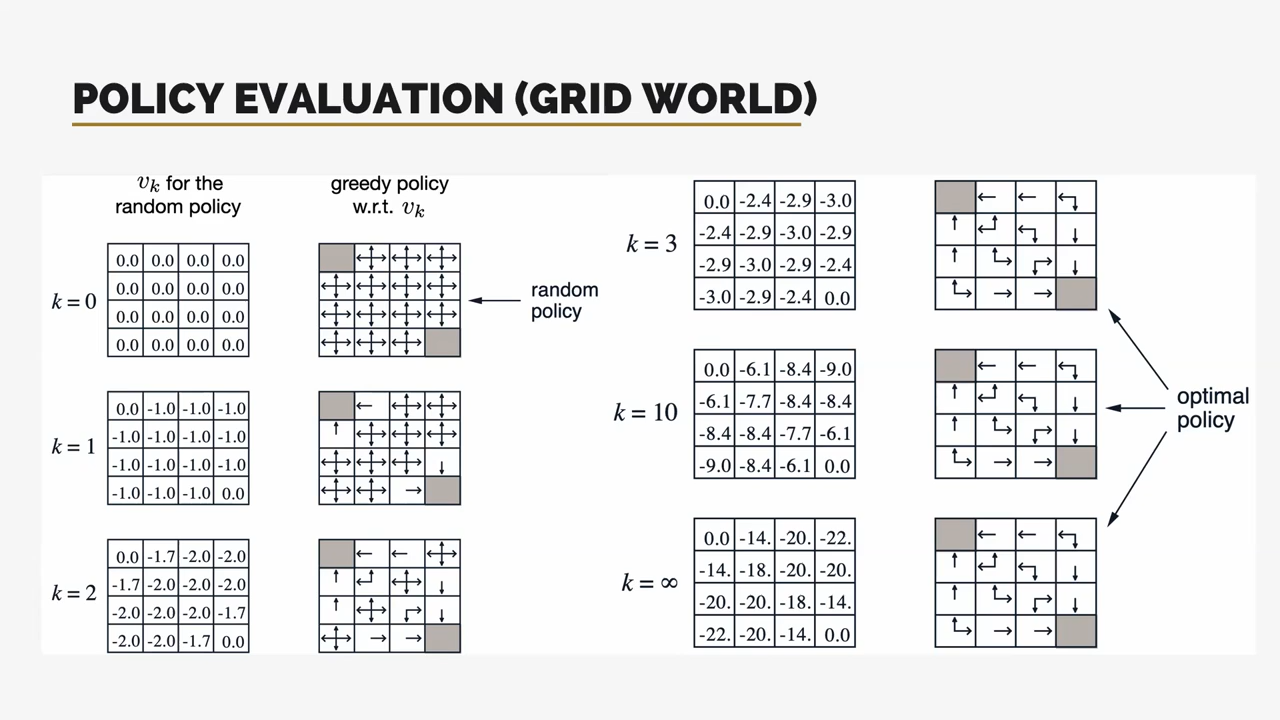 POLICY EVALUATION (GRID WORLD)
vₖ for the
random policy
greedy policy
w.r.t. vₖ
k = 0
0.0 0.0 0.0 0.0
0.0 0.0 0.0 0.0
0.0 0.0 0.0 0.0
0.0 0.0 0.0 0.0
random
policy
k = 1
0.0 -1.0 -1.0 -1.0
-1.0 -1.0 -1.0 -1.0
-1.0 -1.0 -1.0 -1.0
-1.0 -1.0 -1.0 0.0
k = 2
0.0 -1.7 -2.0 -2.0
-1.7 -2.0 -2.0 -2.0
-2.0 -2.0 -2.0 -1.7
-2.0 -2.0 -1.7 0.0
k = 3
0.0 -2.4 -2.9 -3.0
-2.4 -2.9 -3.0 -2.9
-2.9 -3.0 -2.9 -2.4
-3.0 -2.9 -2.4 0.0
k = 10
0.0 -6.1 -8.4 -9.0
-6.1 -7.7 -8.4 -8.4
-8.4 -8.4 -7.7 -6.1
-9.0 -8.4 -6.1 0.0
optimal
policy
k = ∞
0.0 -14. -20. -22.
-14. -18. -20. -20.
-20. -20. -18. -14.
-22. -20. -14. 0.0